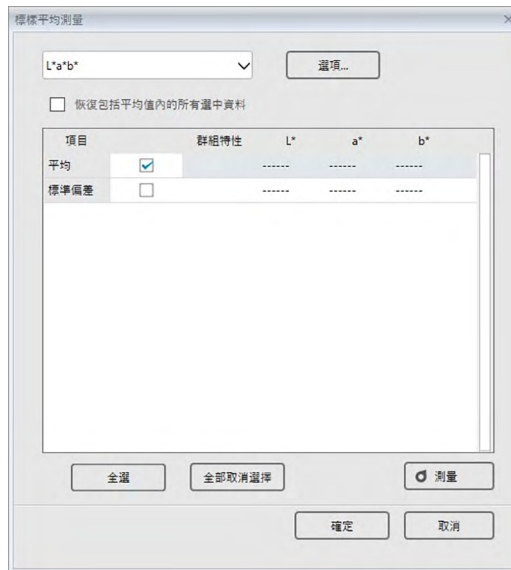 標樣平均測量
L*a*b* 選項...
恢復包括平均值內的所有選中資料
項目 群組特性 L* a* b*
平均 ------ ------ ------
標準偏差 ------ ------ ------
全選 全部取消選擇 測量
確定 取消